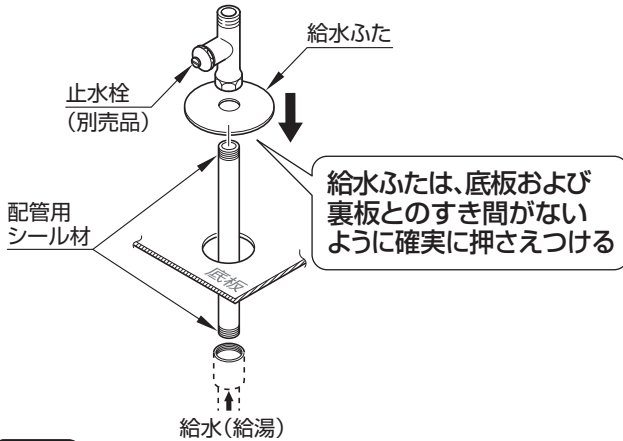 給水ふた
止水栓
(別売品)
給水ふたは、底板および
裏板とのすき間がない
ように確実に押さえつける
配管用
シール材
底板
給水(給湯)